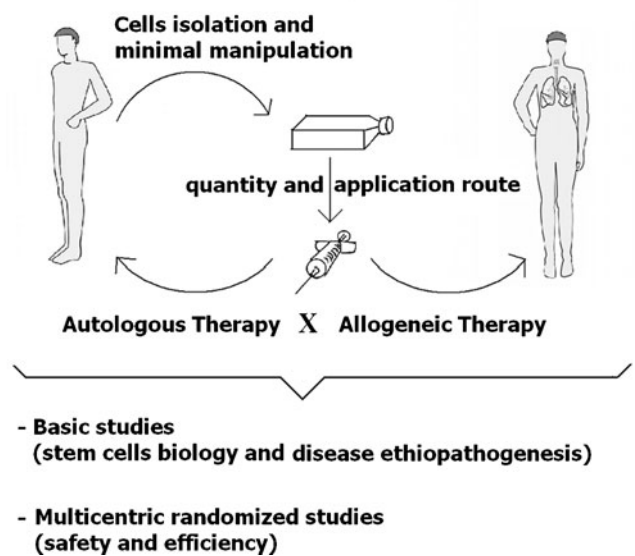 Cells isolation and
minimal manipulation
quantity and application route
Autologous Therapy X Allogeneic Therapy
- Basic studies
(stem cells biology and disease ethiopathogenesis)
- Multicentric randomized studies
(safety and efficiency)